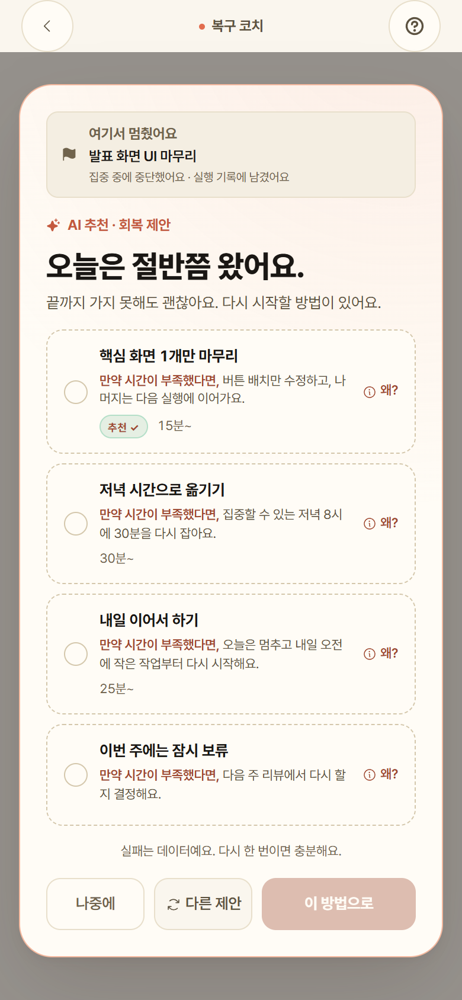 복구 코치
여기서 멈췄어요
발표 화면 UI 마무리
집중 중에 중단했어요 · 실행 기록에 남겼어요
AI 추천 · 회복 제안
오늘은 절반쯤 왔어요.
끝까지 가지 못해도 괜찮아요. 다시 시작할 방법이 있어요.
핵심 화면 1개만 마무리
만약 시간이 부족했다면, 버튼 배치만 수정하고, 나
머지는 다음 실행에 이어가요.
왜?
추천
15분~
저녁 시간으로 옮기기
만약 시간이 부족했다면, 집중할 수 있는 저녁 8시
에 30분을 다시 잡아요.
왜?
30분~
내일 이어서 하기
만약 시간이 부족했다면, 오늘은 멈추고 내일 오전
에 작은 작업부터 다시 시작해요.
왜?
25분~
이번 주에는 잠시 보류
만약 시간이 부족했다면, 다음 주 리뷰에서 다시 할
지 결정해요.
왜?
실패는 데이터예요. 다시 한 번이면 충분해요.
나중에
다른 제안
이 방법으로